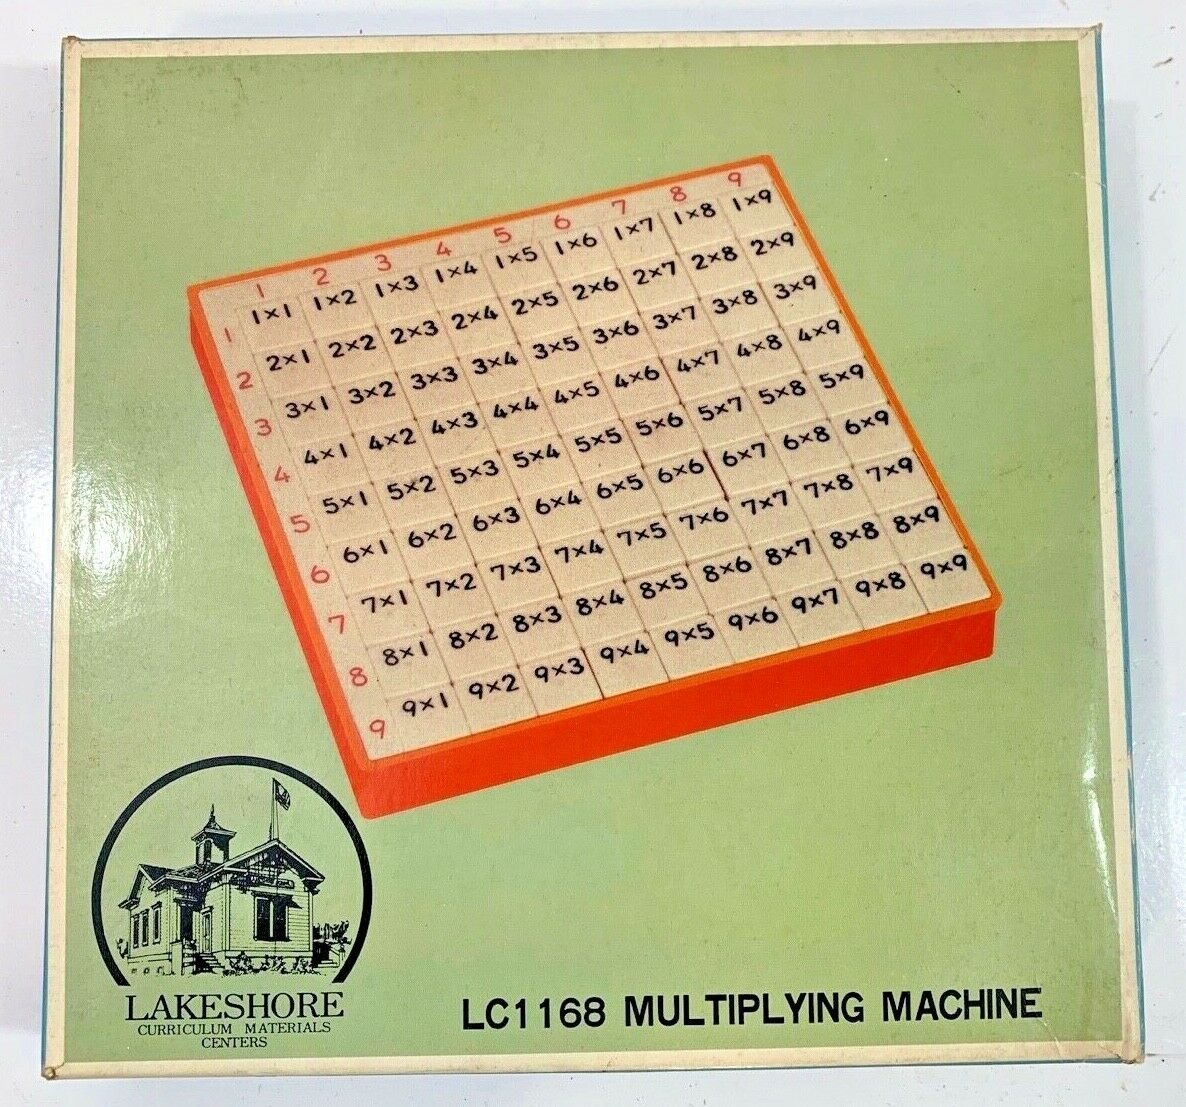 1 2 3 4 5 6 7 8 9
1 1×1 1×2 1×3 1×4 1×5 1×6 1×7 1×8 1×9
2 2×1 2×2 2×3 2×4 2×5 2×6 2×7 2×8 2×9
3 3×1 3×2 3×3 3×4 3×5 3×6 3×7 3×8 3×9
4 4×1 4×2 4×3 4×4 4×5 4×6 4×7 4×8 4×9
5 5×1 5×2 5×3 5×4 5×5 5×6 5×7 5×8 5×9
6 6×1 6×2 6×3 6×4 6×5 6×6 6×7 6×8 6×9
7 7×1 7×2 7×3 7×4 7×5 7×6 7×7 7×8 7×9
8 8×1 8×2 8×3 8×4 8×5 8×6 8×7 8×8 8×9
9 9×1 9×2 9×3 9×4 9×5 9×6 9×7 9×8 9×9
LAKESHORE
CURRICULUM MATERIALS
CENTERS
LC1168 MULTIPLYING MACHINE